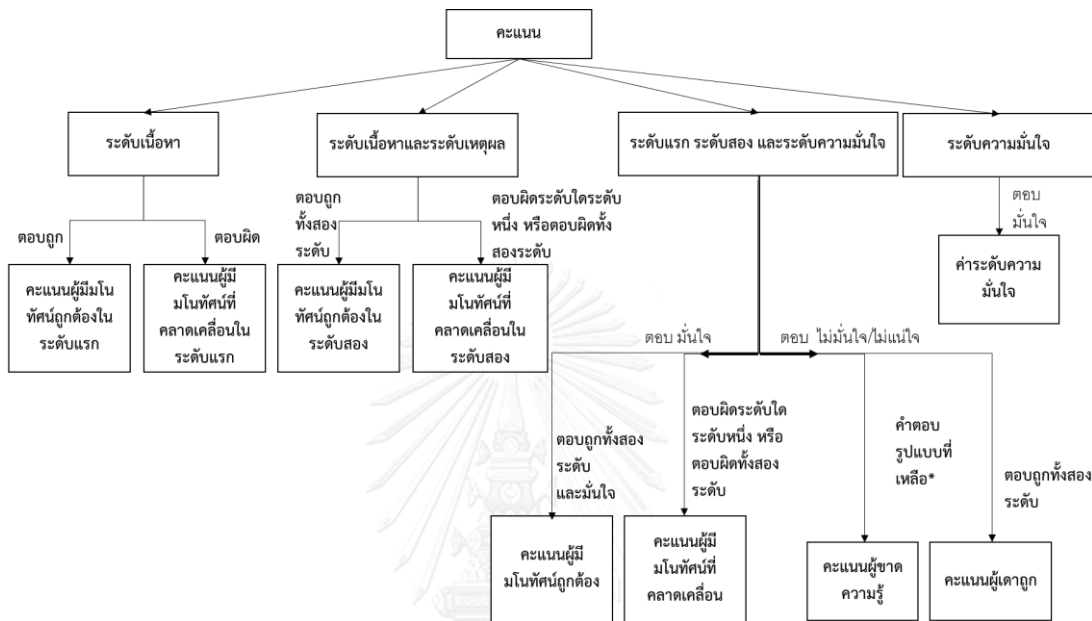 คะแนน
ระดับเนื้อหา
ระดับเนื้อหาและระดับเหตุผล
ระดับแรก ระดับสอง และระดับความมั่นใจ
ระดับความมั่นใจ
ตอบถูก
ตอบผิด
ตอบถูก
ทั้งสอง
ระดับ
ตอบผิดระดับใดระดับ
หนึ่ง หรือตอบผิดทั้ง
สองระดับ
ตอบ
มั่นใจ
คะแนนผู้มีมโน
ทัศน์ถูกต้องใน
ระดับแรก
คะแนนผู้มี
มโนทัศน์ที่
คลาดเคลื่อนใน
ระดับแรก
คะแนนผู้มีมโน
ทัศน์ถูกต้องใน
ระดับสอง
คะแนนผู้มี
มโนทัศน์ที่
คลาดเคลื่อนใน
ระดับสอง
ค่าระดับความ
มั่นใจ
ตอบ มั่นใจ
ตอบ ไม่มั่นใจ/ไม่แน่ใจ
ตอบถูกทั้งสอง
ระดับ
และมั่นใจ
ตอบผิดระดับใด
ระดับหนึ่ง หรือ
ตอบผิดทั้งสอง
ระดับ
คำตอบ
รูปแบบที่
เหลือ*
ตอบถูกทั้งสอง
ระดับ
คะแนนผู้มี
มโนทัศน์ถูกต้อง
คะแนนผู้มี
มโนทัศน์ที่
คลาดเคลื่อน
คะแนนผู้ขาด
ความรู้
คะแนนผู้เดาถูก